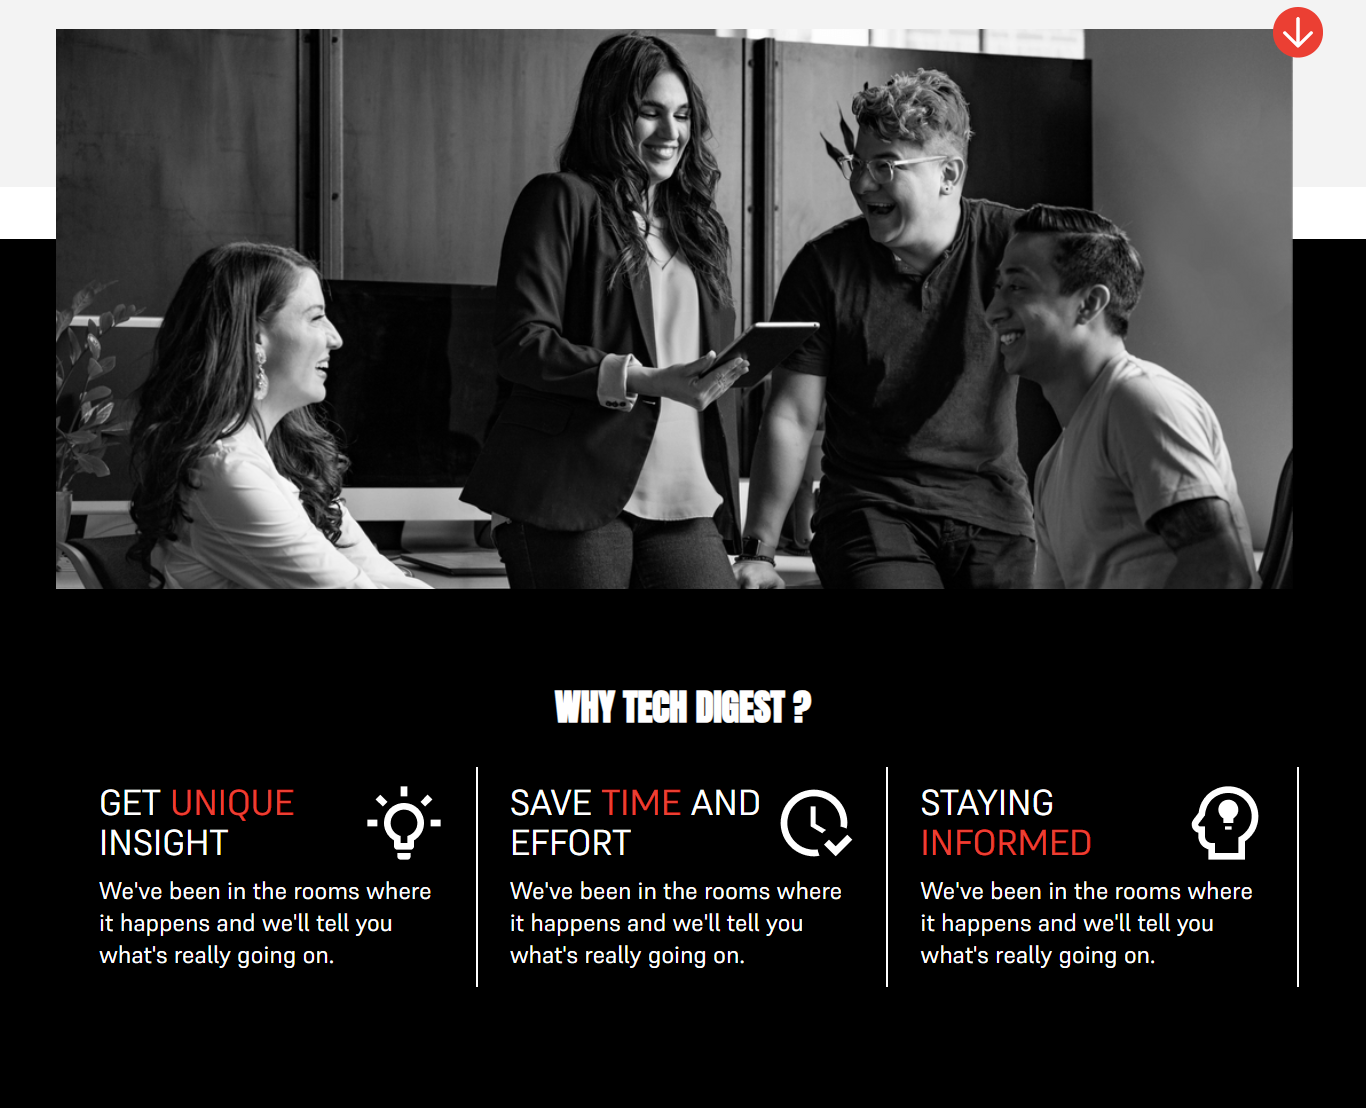 WHY TECH DIGEST ?
GET UNIQUE
INSIGHT
We've been in the rooms where
it happens and we'll tell you
what's really going on.
SAVE TIME AND
EFFORT
We've been in the rooms where
it happens and we'll tell you
what's really going on.
STAYING
INFORMED
We've been in the rooms where
it happens and we'll tell you
what's really going on.